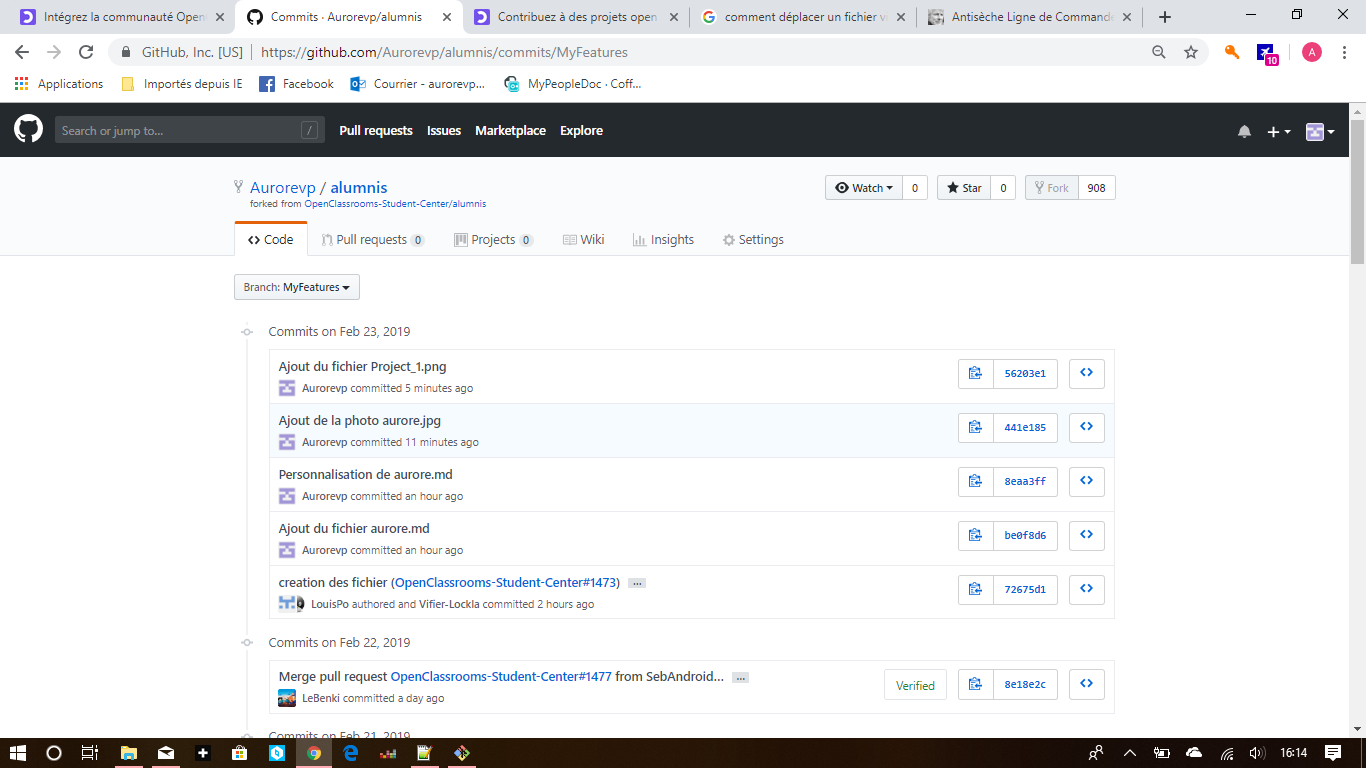 Intégrez la communauté Open
Commits · Aurorevp/alumnis
Contribuez à des projets open
comment déplacer un fichier v
Antisèche Ligne de Commande
GitHub, Inc. [US]
https://github.com/Aurorevp/alumnis/commits/MyFeatures
10
A
Applications
Importés depuis IE
Facebook
Courrier - aurorevp...
MyPeopleDoc · Coff...
Search or jump to...
/
Pull requests
Issues
Marketplace
Explore
Aurorevp / alumnis
Watch 0
Star 0
Fork 908
forked from OpenClassrooms-Student-Center/alumnis
Code
Pull requests 0
Projects 0
Wiki
Insights
Settings
Branch: MyFeatures
Commits on Feb 23, 2019
Ajout du fichier Project_1.png
Aurorevp committed 5 minutes ago
56203e1
Ajout de la photo aurore.jpg
Aurorevp committed 11 minutes ago
441e185
Personnalisation de aurore.md
Aurorevp committed an hour ago
8eaa3ff
Ajout du fichier aurore.md
Aurorevp committed an hour ago
be0f8d6
creation des fichier (OpenClassrooms-Student-Center#1473) ...
LouisPo authored and Vifier-Lockla committed 2 hours ago
72675d1
Commits on Feb 22, 2019
Merge pull request OpenClassrooms-Student-Center#1477 from SebAndroid... ...
LeBenki committed a day ago
Verified
8e18e2c
Commits on Feb 21, 2019
16:14